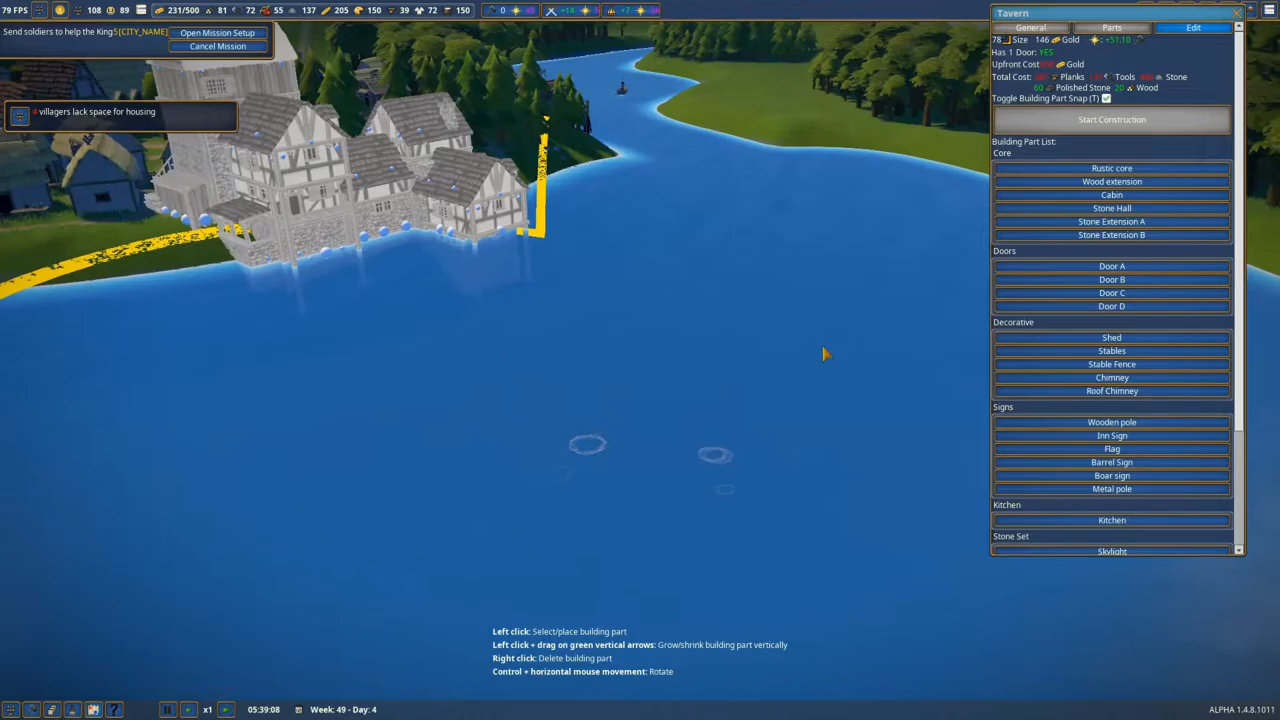 79 FPS 108 89 231/500 81 72 55 137 205 150 39 72 150 0 +14 +7
Send soldiers to help the King5[CITY_NAME]
Open Mission Setup
Cancel Mission
villagers lack space for housing
Tavern
General Parts Edit
78 Size 146 Gold :+51.10
Has 1 Door: YES
Upfront Cost Gold
Total Cost: Planks Tools Stone
60 Polished Stone 20 Wood
Toggle Building Part Snap (T)
Start Construction
Building Part List:
Core
Rustic core
Wood extension
Cabin
Stone Hall
Stone Extension A
Stone Extension B
Doors
Door A
Door B
Door C
Door D
Decorative
Shed
Stables
Stable Fence
Chimney
Roof Chimney
Signs
Wooden pole
Inn Sign
Flag
Barrel Sign
Boar sign
Metal pole
Kitchen
Kitchen
Stone Set
Skylight
Left click: Select/place building part
Left click + drag on green vertical arrows: Grow/shrink building part vertically
Right click: Delete building part
Control + horizontal mouse movement: Rotate
x1 05:39:08 Week: 49 - Day: 4
ALPHA 1.4.8.1011